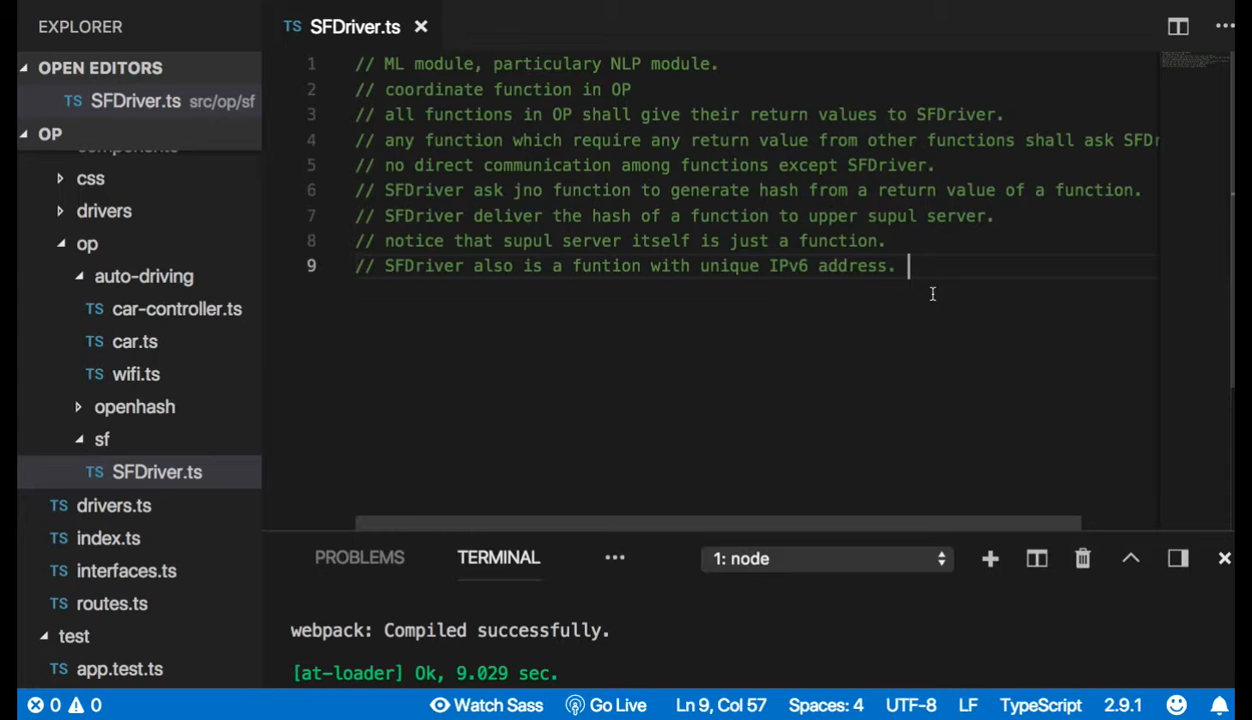 EXPLORER
OPEN EDITORS
TS SFDriver.ts src/op/sf
OP
css
drivers
op
auto-driving
TS car-controller.ts
TS car.ts
TS wifi.ts
openhash
sf
TS SFDriver.ts
TS drivers.ts
TS index.ts
TS interfaces.ts
TS routes.ts
test
TS app.test.ts
TS SFDriver.ts
1 // ML module, particulary NLP module.
2 // coordinate function in OP
3 // all functions in OP shall give their return values to SFDriver.
4 // any function which require any return value from other functions shall ask SFDr
5 // no direct communication among functions except SFDriver.
6 // SFDriver ask jno function to generate hash from a return value of a function.
7 // SFDriver deliver the hash of a function to upper supul server.
8 // notice that supul server itself is just a function.
9 // SFDriver also is a funtion with unique IPv6 address.
PROBLEMS TERMINAL ... 1: node
webpack: Compiled successfully.
[at-loader] Ok, 9.029 sec.
0 0 Watch Sass Go Live Ln 9, Col 57 Spaces: 4 UTF-8 LF TypeScript 2.9.1